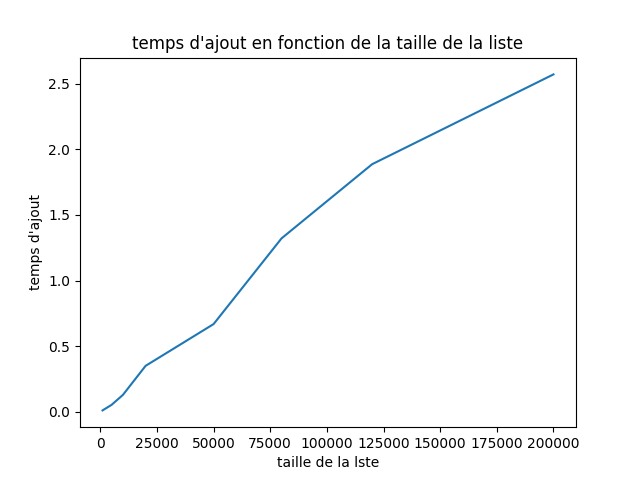 temps d'ajout en fonction de la taille de la liste
temps d'ajout
2.5
2.0
1.5
1.0
0.5
0.0
0 25000 50000 75000 100000 125000 150000 175000 200000
taille de la lste